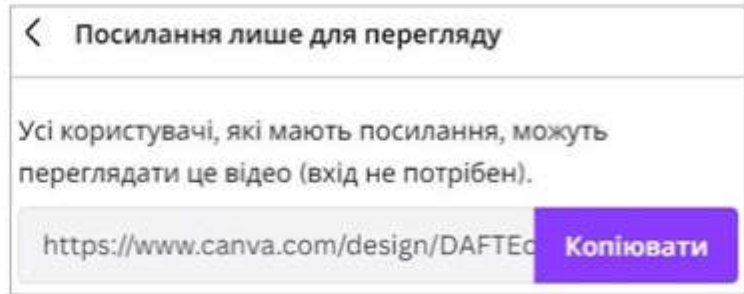 Посилання лише для перегляду
Усі користувачі, які мають посилання, можуть
переглядати це відео (вхід не потрібен).
https://www.canva.com/design/DAFTEc Копіювати